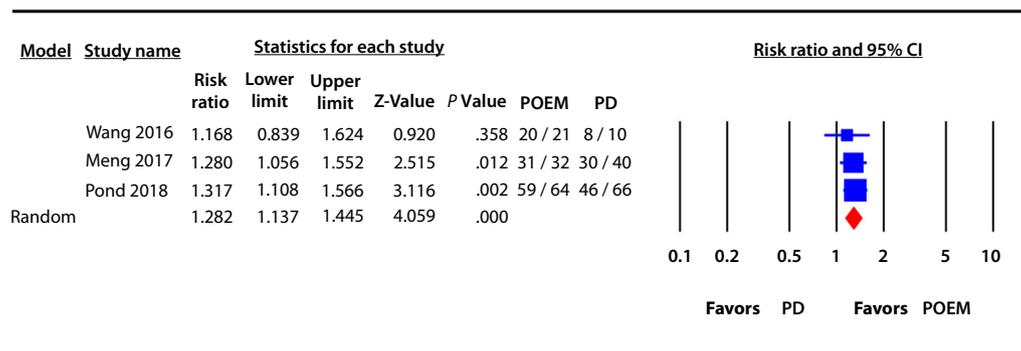 Model Study name Statistics for each study Risk ratio and 95% CI
Risk ratio Lower limit Upper limit Z-Value P Value POEM PD
Wang 2016 1.168 0.839 1.624 0.920 .358 20 / 21 8 / 10
Meng 2017 1.280 1.056 1.552 2.515 .012 31 / 32 30 / 40
Pond 2018 1.317 1.108 1.566 3.116 .002 59 / 64 46 / 66
Random 1.282 1.137 1.445 4.059 .000
0.1 0.2 0.5 1 2 5 10
Favors PD Favors POEM